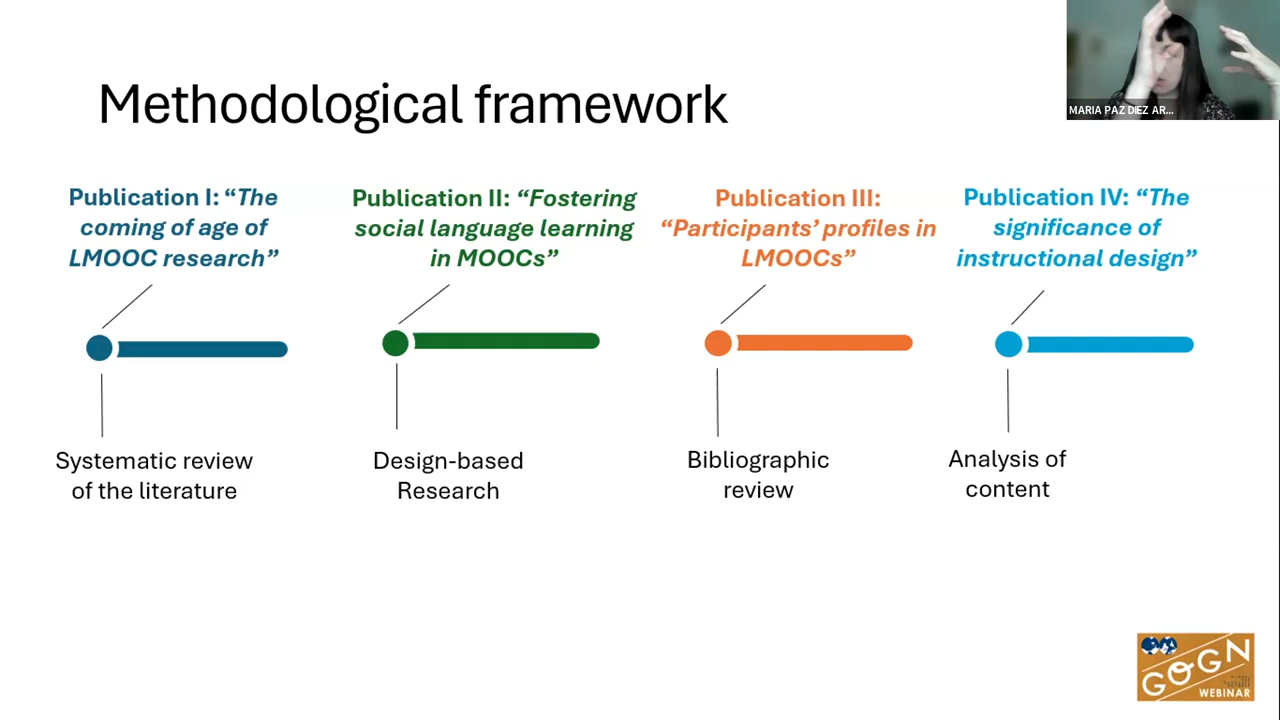 Methodological framework
MARIA PAZ DIEZ AR...
Publication I: “The
coming of age of
LMOOC research”
Publication II: “Fostering
social language learning
in MOOCs”
Publication III:
“Participants’ profiles in
LMOOCs”
Publication IV: “The
significance of
instructional design”
Systematic review
of the literature
Design-based
Research
Bibliographic
review
Analysis of
content
GOGN
WEBINAR